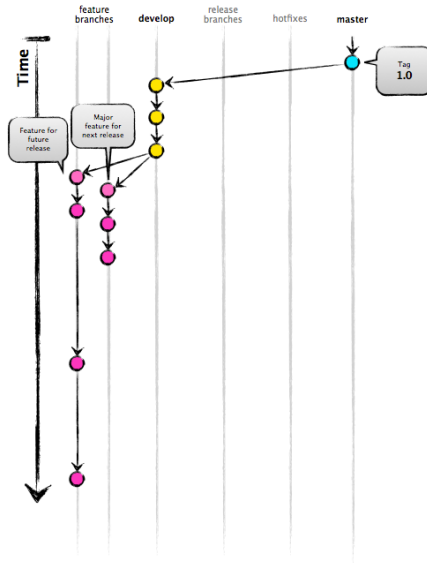 feature
branches
develop
release
branches
hotfixes
master
Time
Tag
1.0
Major
feature for
next release
Feature for
future
release